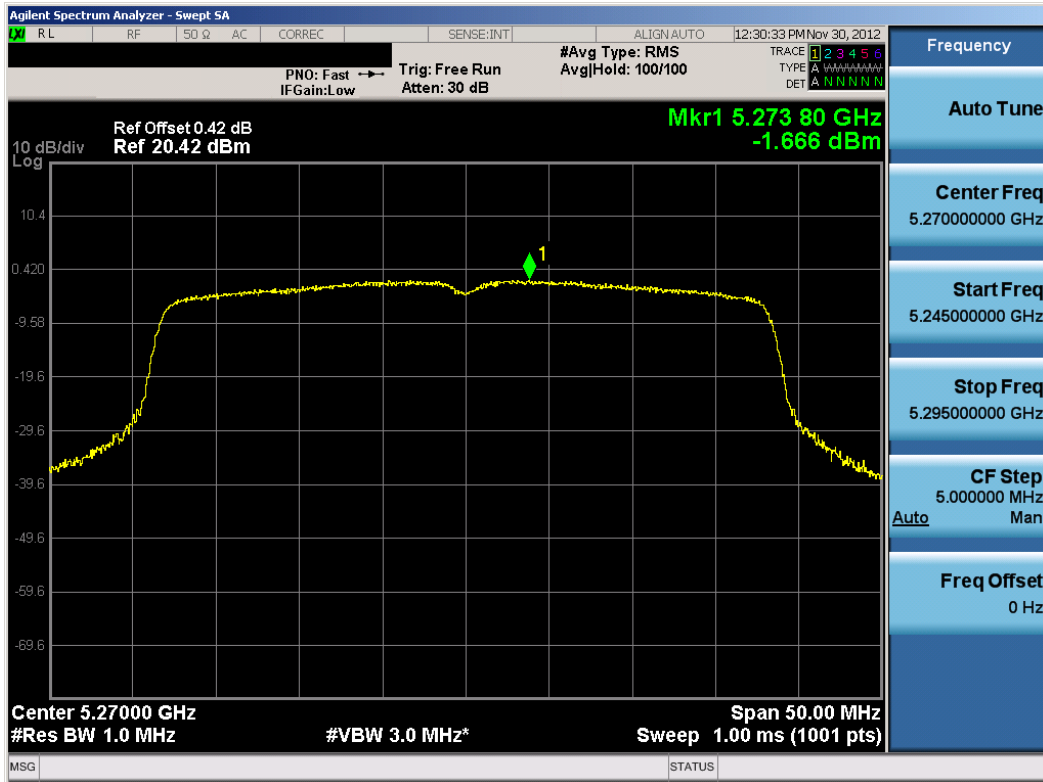 Agilent Spectrum Analyzer - Swept SA
LXI RL RF 50 Ω AC CORREC SENSE:INT ALIGN AUTO 12:30:33 PM Nov 30, 2012
PNO: Fast Trig: Free Run #Avg Type: RMS TRACE 1 2 3 4 5 6
IFGain:Low Atten: 30 dB Avg|Hold: 100/100 TYPE A WWWWW
DET A N N N N N
Frequency
Auto Tune
Mkr1 5.273 80 GHz
-1.666 dBm
Ref Offset 0.42 dB
10 dB/div Ref 20.42 dBm
Log
10.4
0.420
-9.58
-19.6
-29.6
-39.6
-49.6
-59.6
-69.6
1
Center 5.27000 GHz Span 50.00 MHz
#Res BW 1.0 MHz #VBW 3.0 MHz* Sweep 1.00 ms (1001 pts)
Center Freq
5.270000000 GHz
Start Freq
5.245000000 GHz
Stop Freq
5.295000000 GHz
CF Step
5.000000 MHz
Auto Man
Freq Offset
0 Hz
MSG STATUS